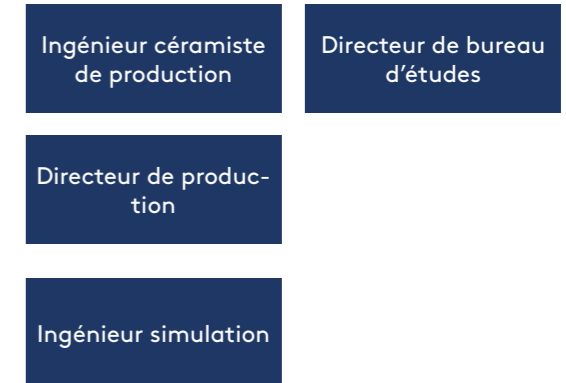 Ingénieur céramiste
de production
Directeur de bureau
d’études
Directeur de produc-
tion
Ingénieur simulation